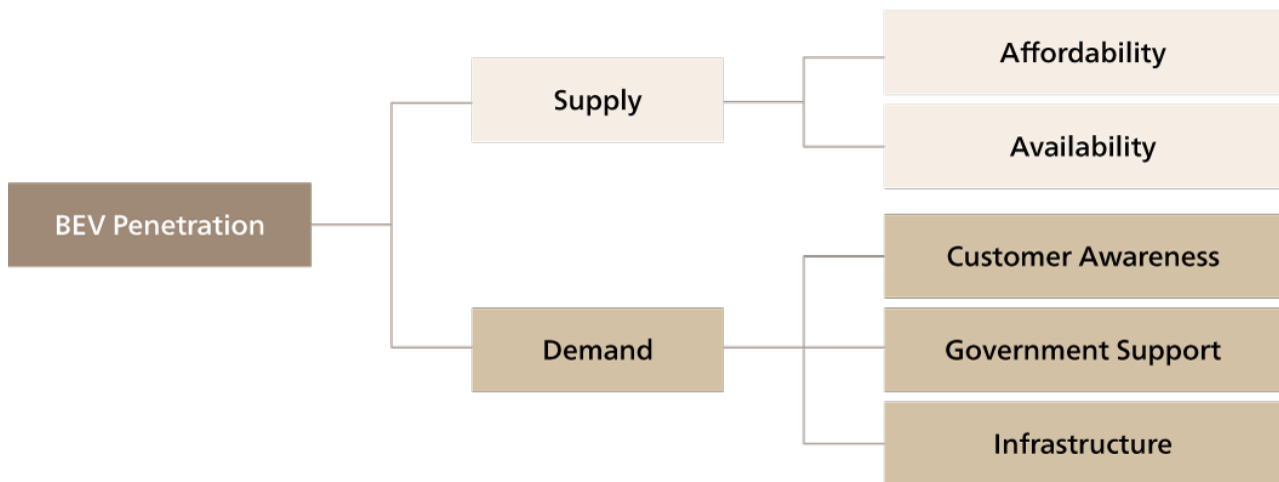 BEV Penetration
Supply
Affordability
Availability
Demand
Customer Awareness
Government Support
Infrastructure